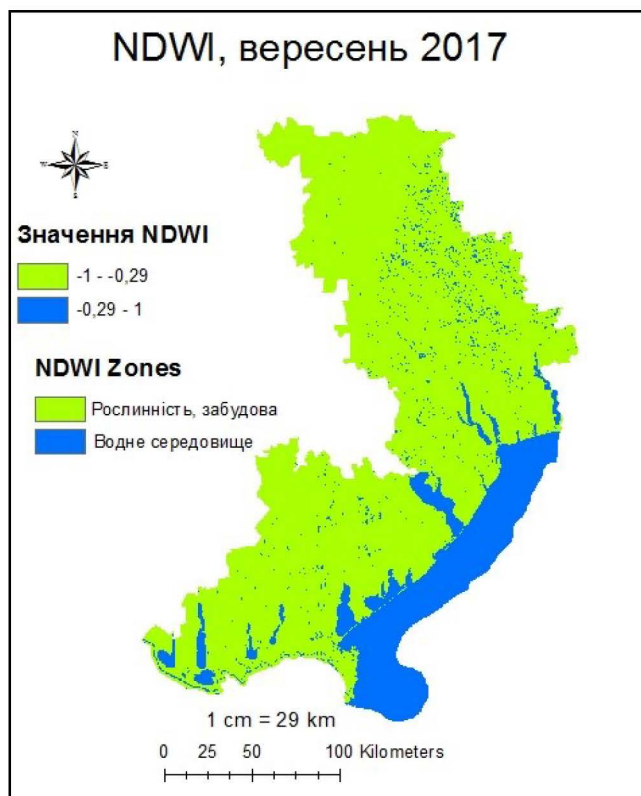 NDWI, вересень 2017
N
W E
S
Значення NDWI
-1 - -0,29
-0,29 - 1
NDWI Zones
Рослинність, забудова
Водне середовище
1 cm = 29 km
0 25 50 100 Kilometers